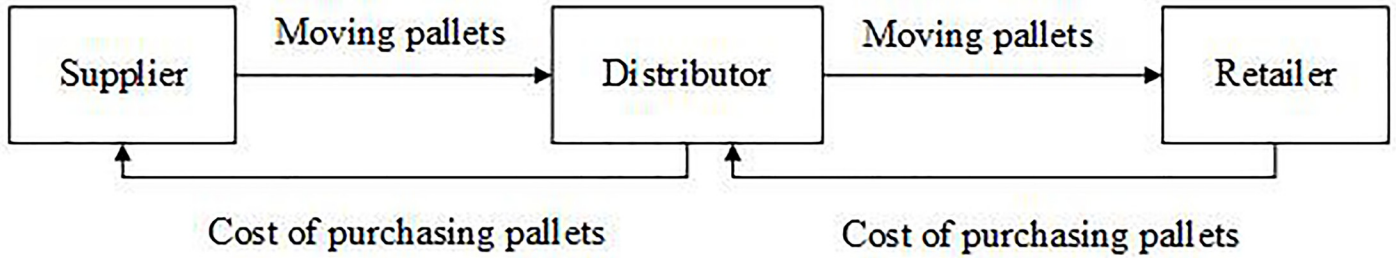 Supplier
Moving pallets
Distributor
Moving pallets
Retailer
Cost of purchasing pallets
Cost of purchasing pallets